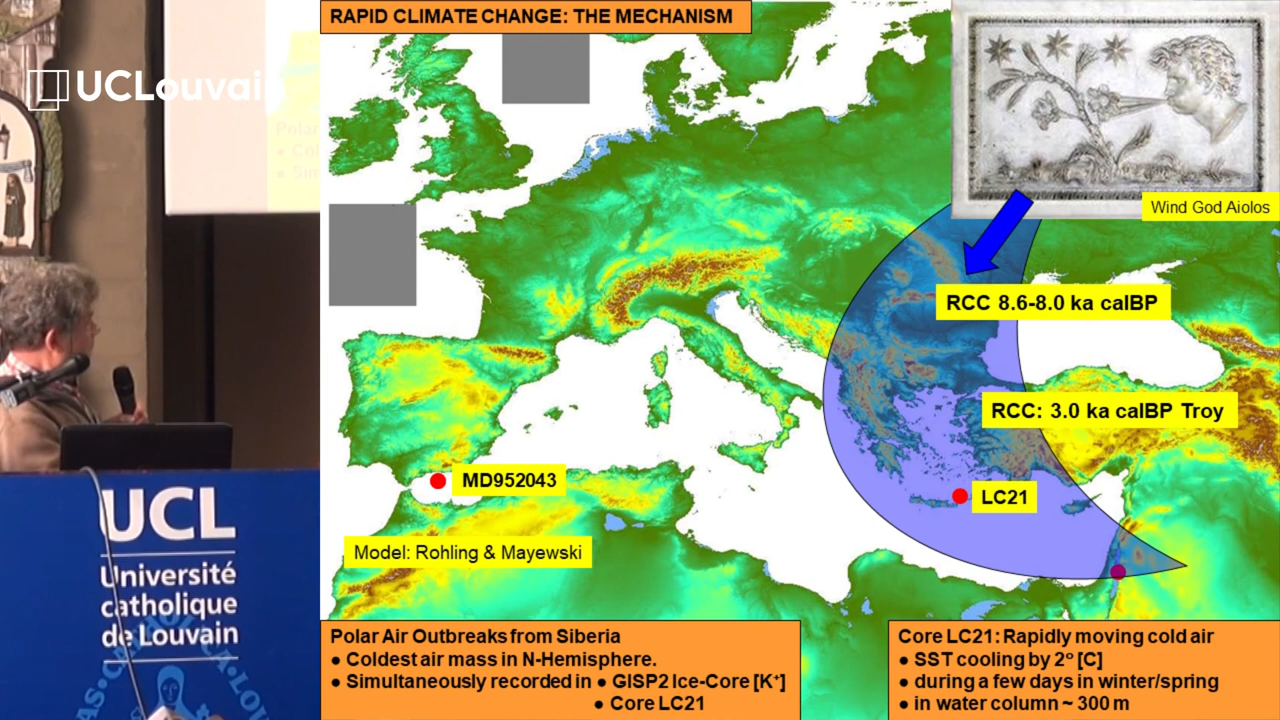 UCLouvain
Polar
UCL
Université
catholique
de Louvain
RAPID CLIMATE CHANGE: THE MECHANISM
Wind God Aiolos
RCC 8.6-8.0 ka calBP
RCC: 3.0 ka calBP Troy
MD952043
LC21
Model: Rohling & Mayewski
Polar Air Outbreaks from Siberia
● Coldest air mass in N-Hemisphere.
● Simultaneously recorded in ● GISP2 Ice-Core [K⁺]
● Core LC21
Core LC21: Rapidly moving cold air
● SST cooling by 2° [C]
● during a few days in winter/spring
● in water column ~ 300 m